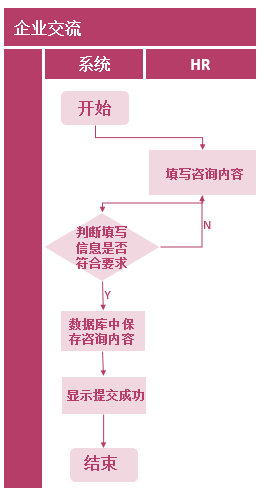 企业交流
系统
HR
开始
填写咨询内容
判断填写
信息是否
符合要求
N
Y
数据库中保
存咨询内容
显示提交成功
结束